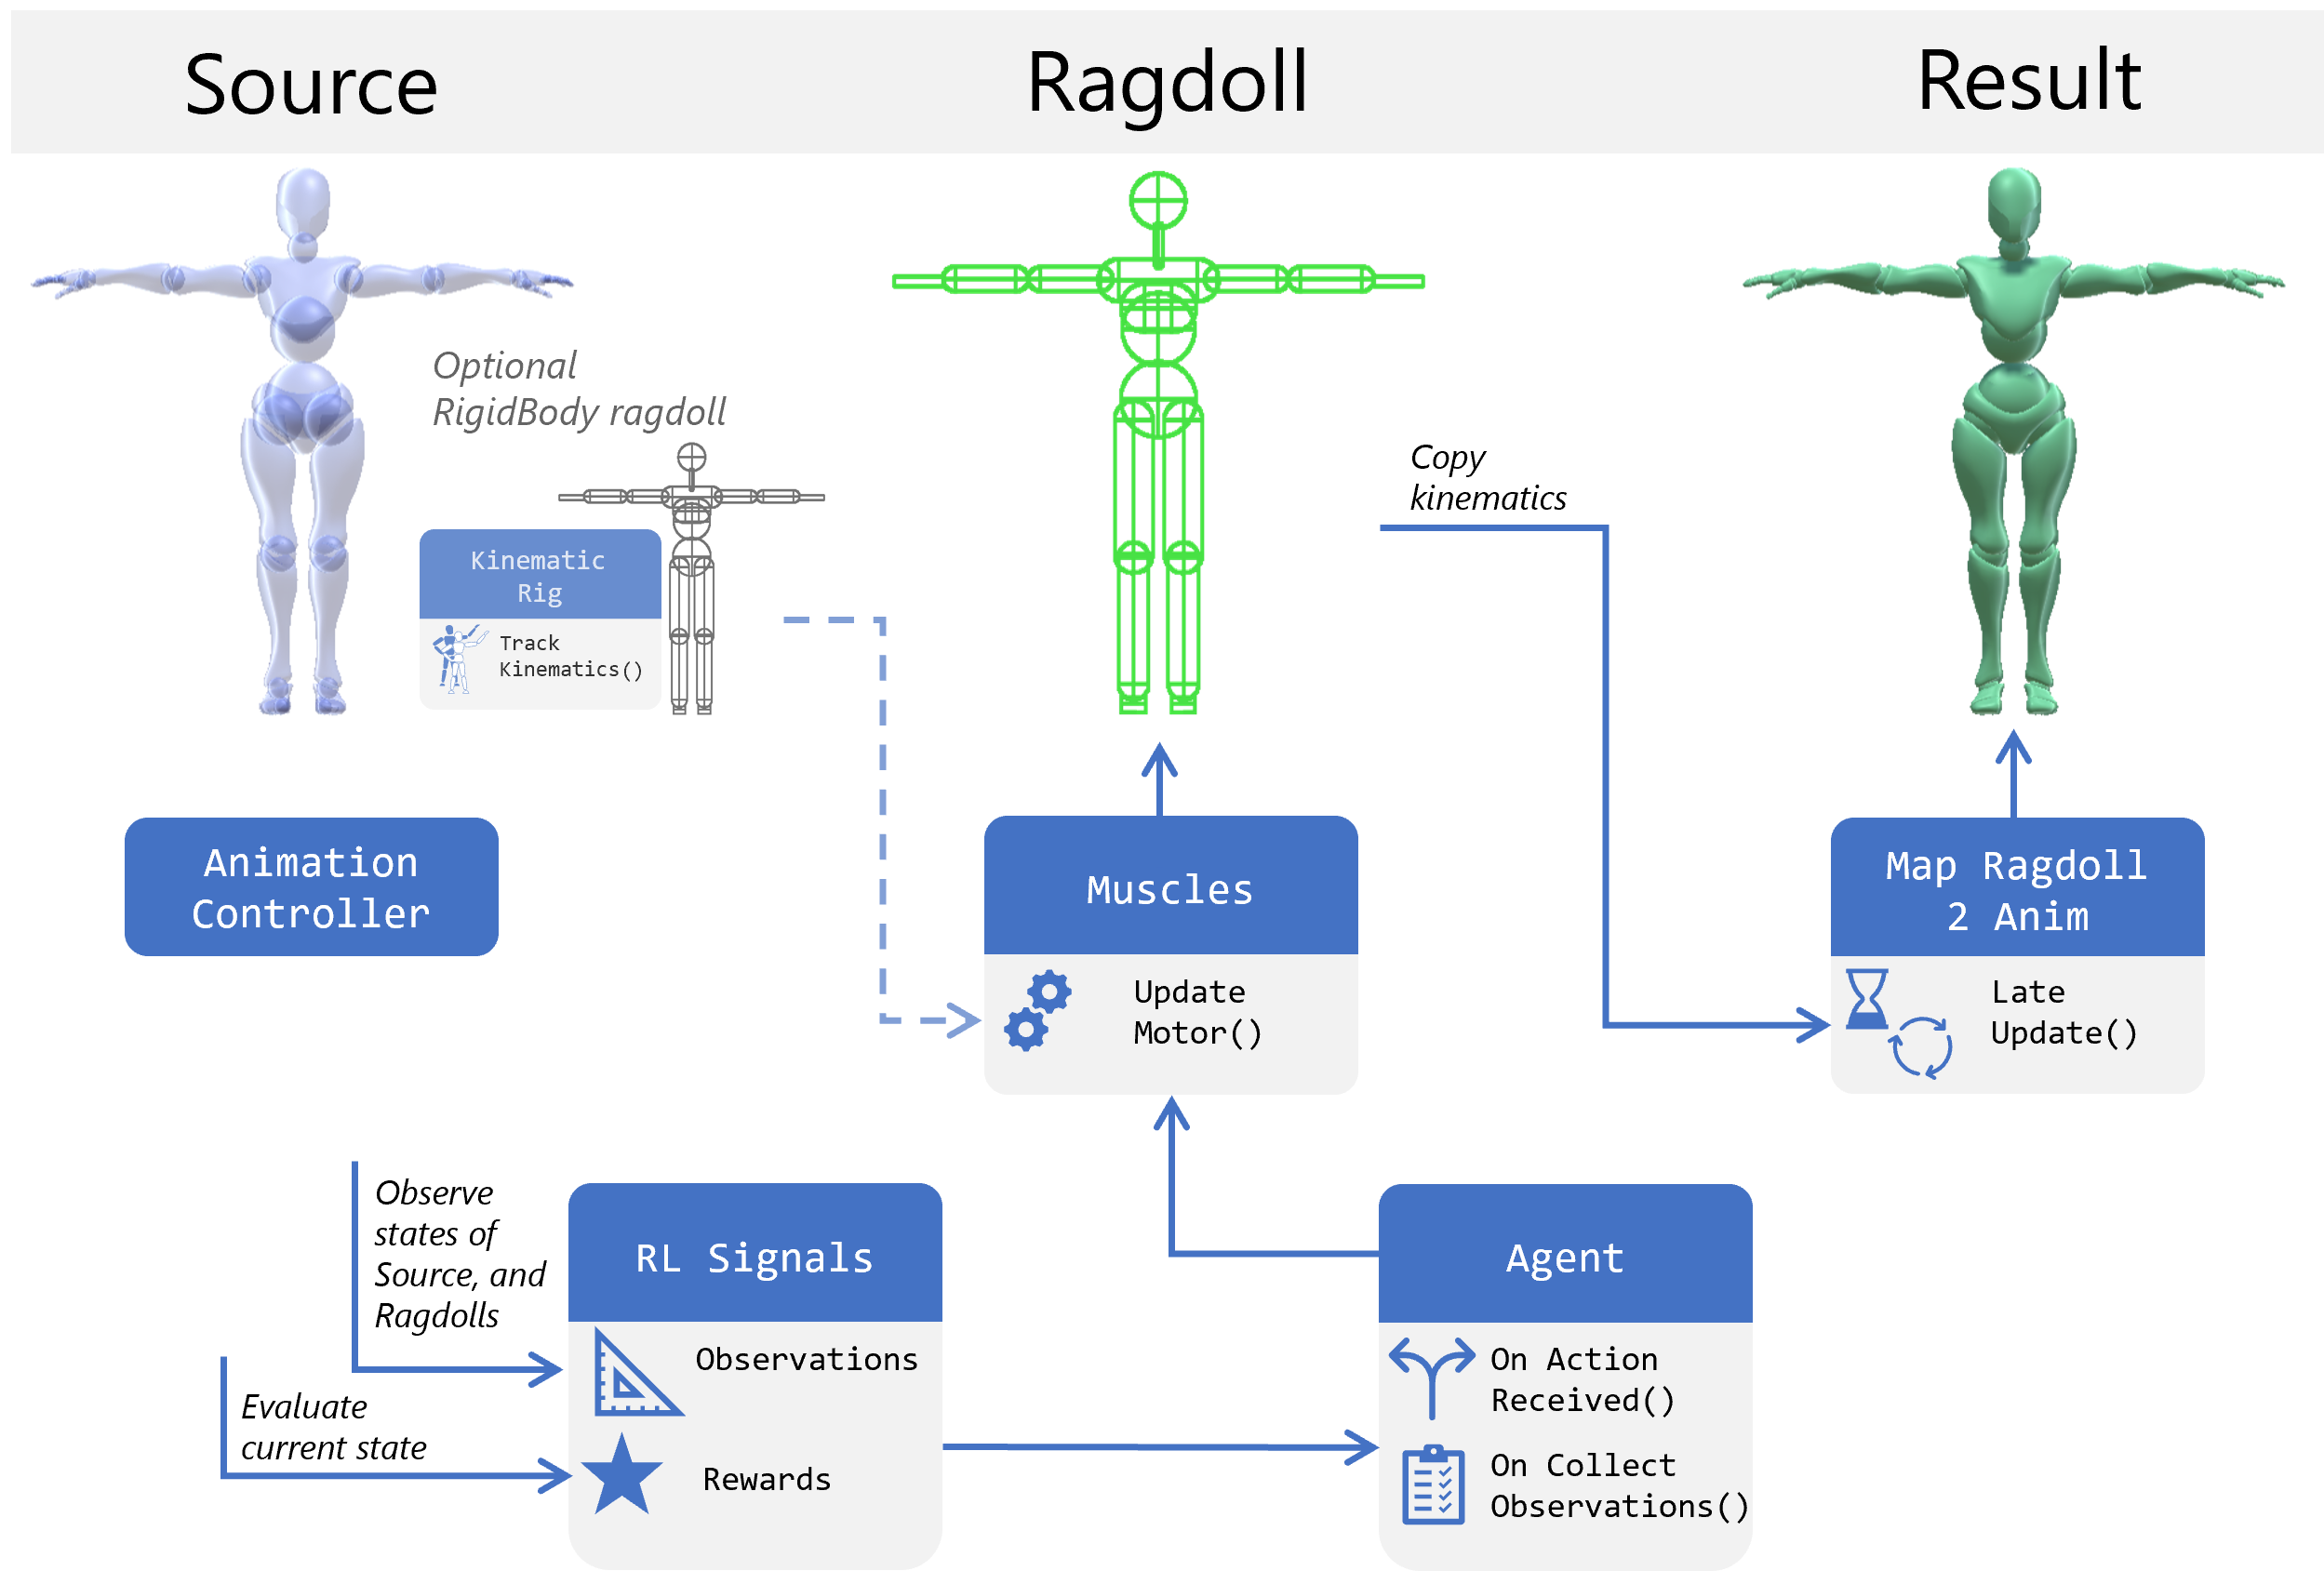 Source
Ragdoll
Result
Optional
RigidBody ragdoll
Kinematic
Rig
Track
Kinematics()
Copy
kinematics
Animation
Controller
Muscles
Update
Motor()
Map Ragdoll
2 Anim
Late
Update()
Observe
states of
Source, and
Ragdolls
Evaluate
current state
RL Signals
Observations
Rewards
Agent
On Action
Received()
On Collect
Observations()